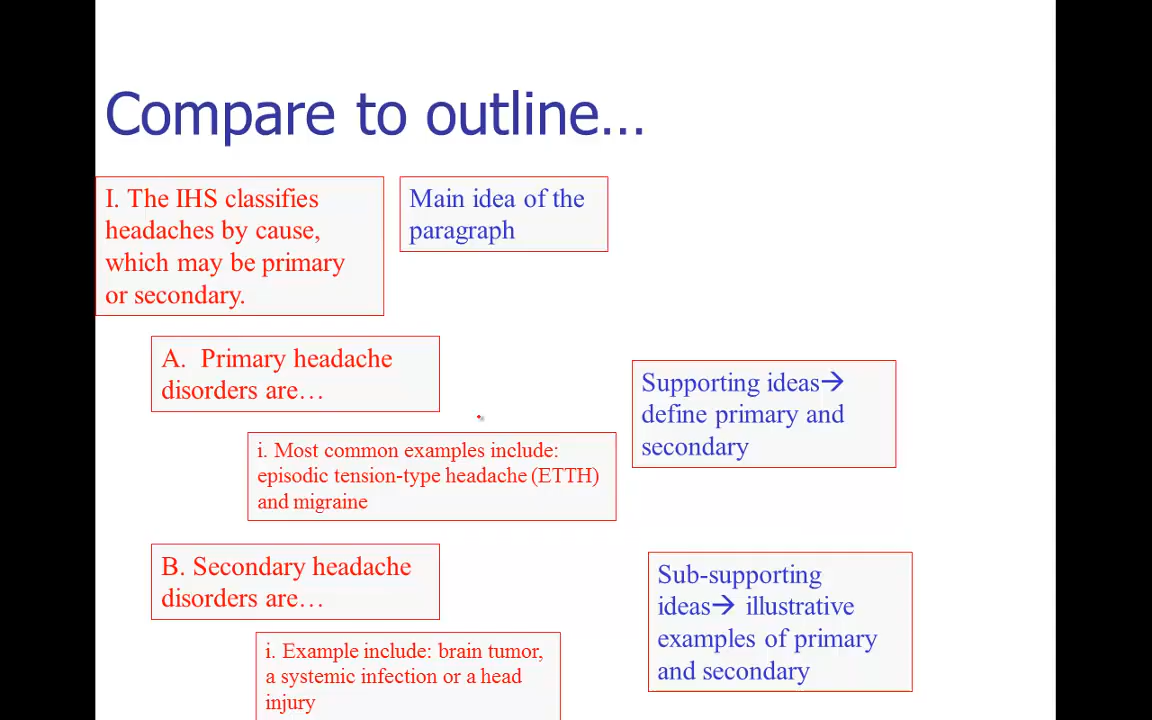 Compare to outline...
I. The IHS classifies
headaches by cause,
which may be primary
or secondary.
Main idea of the
paragraph
A.  Primary headache
disorders are…
Supporting ideas→
define primary and
secondary
i. Most common examples include:
episodic tension-type headache (ETTH)
and migraine
B. Secondary headache
disorders are…
Sub-supporting
ideas→ illustrative
examples of primary
and secondary
i. Example include: brain tumor,
a systemic infection or a head
injury